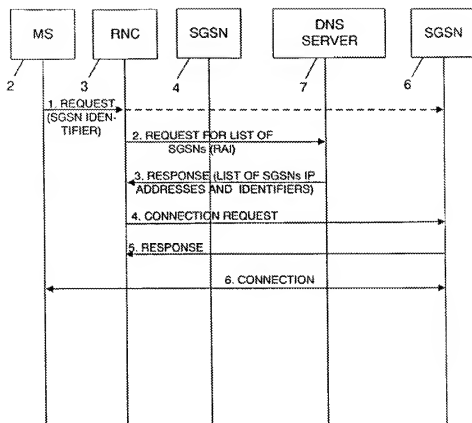 MS
RNC
SGSN
DNS
SERVER
SGSN
2
3
4
7
6
1. REQUEST
(SGSN IDEN-
TIFIER)
2. REQUEST FOR LIST OF
SGSNs (RAI)
3. RESPONSE (LIST OF SGSNs IP
ADDRESSES AND IDENTIFIERS)
4. CONNECTION REQUEST
5. RESPONSE
6. CONNECTION